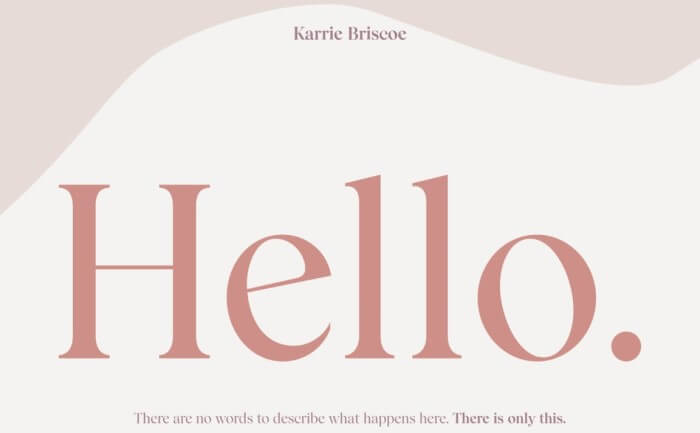 Karrie Briscoe
Hello.
There are no words to describe what happens here. There is only this.